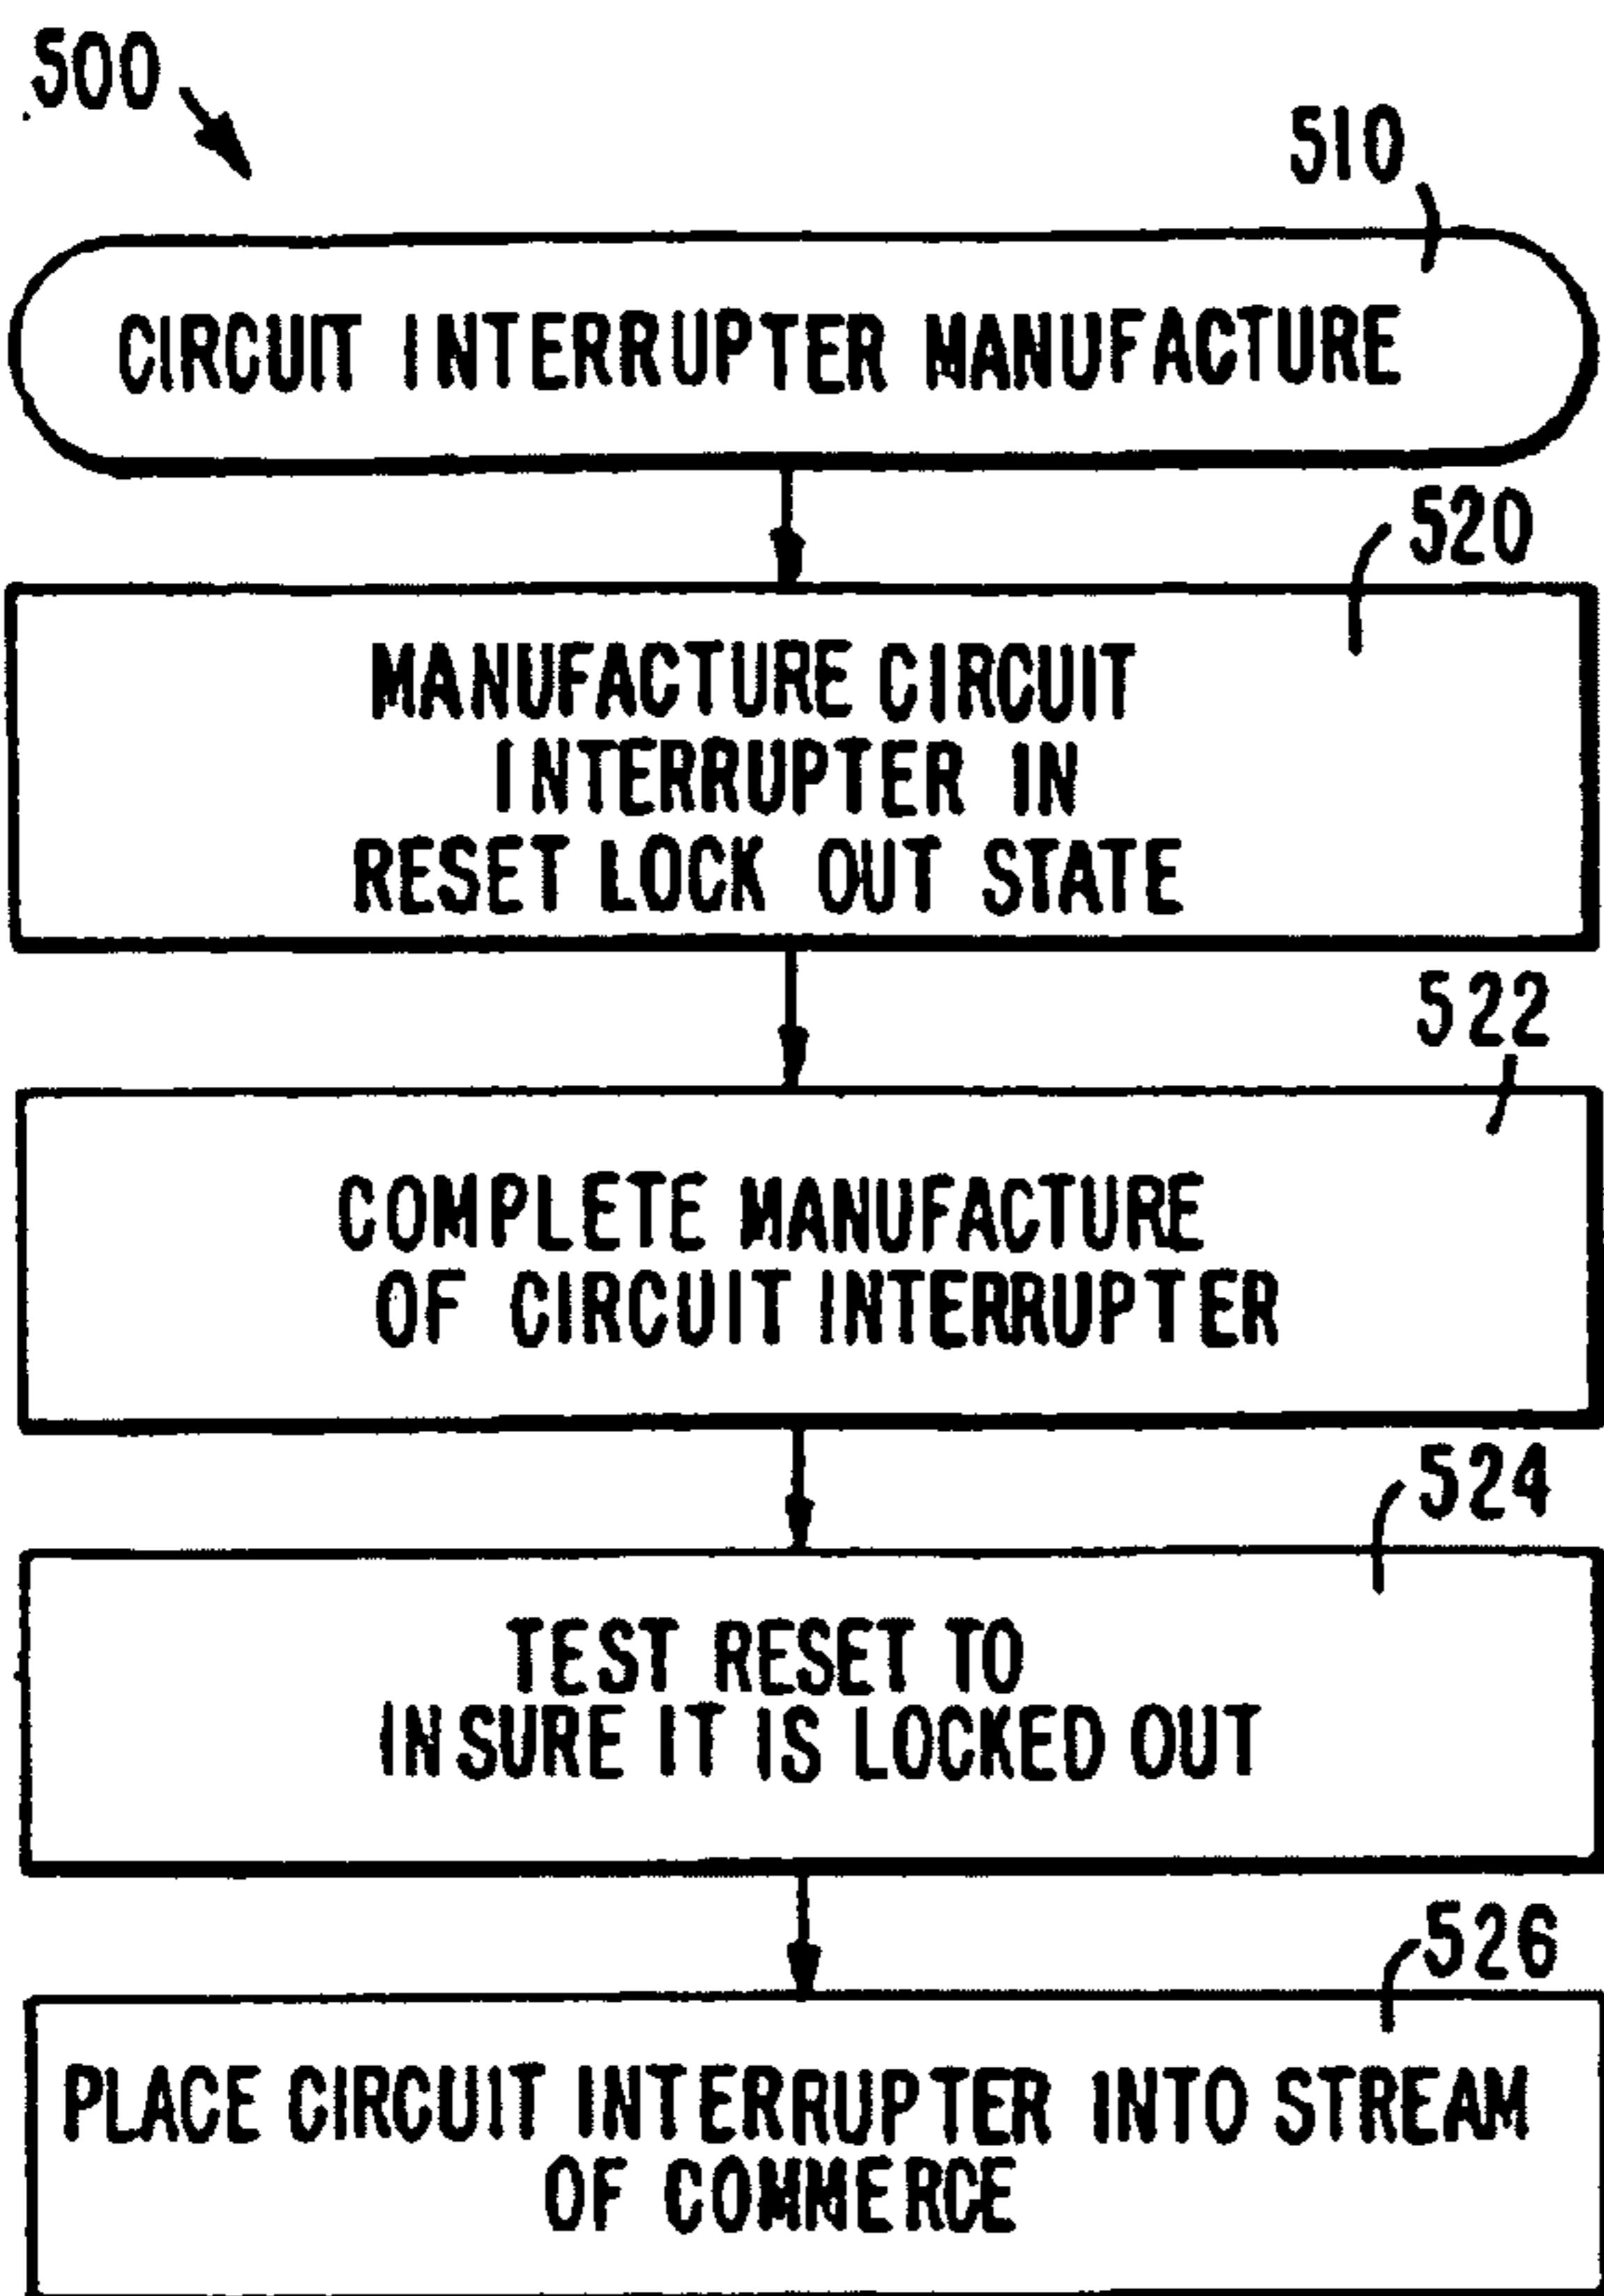 500
510
CIRCUIT INTERRUPTER MANUFACTURE
520
MANUFACTURE CIRCUIT
INTERRUPTER IN
RESET LOCK OUT STATE
522
COMPLETE MANUFACTURE
OF CIRCUIT INTERRUPTER
524
TEST RESET TO
INSURE IT IS LOCKED OUT
526
PLACE CIRCUIT INTERRUPTER INTO STREAM
OF COMMERCE